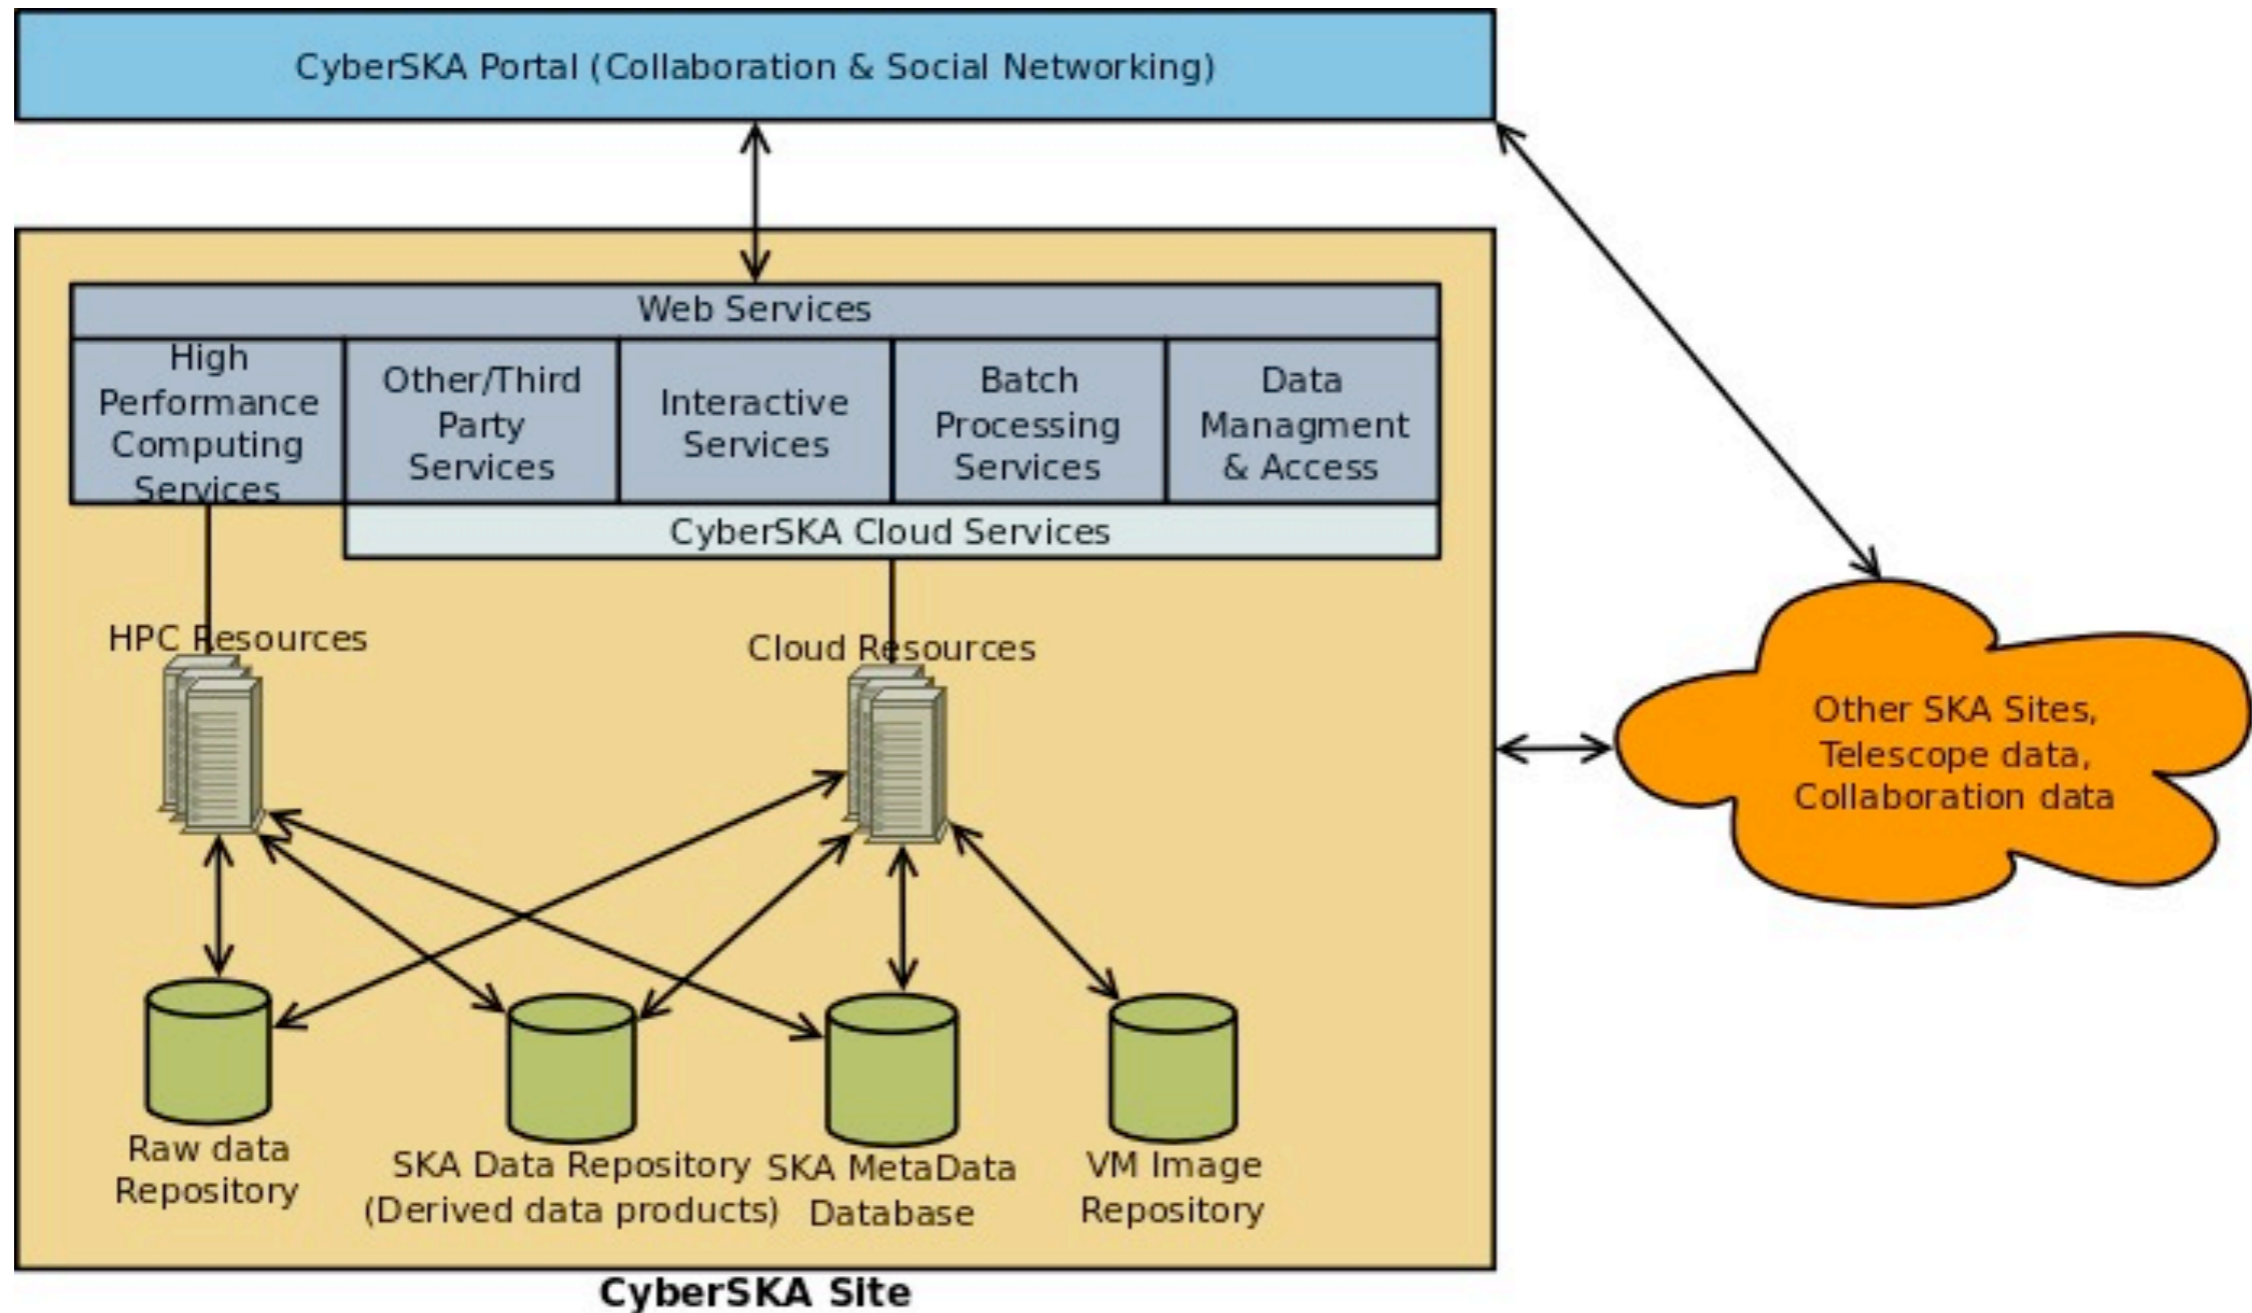 CyberSKA Portal (Collaboration & Social Networking)
Web Services
High
Performance
Computing
Services
Other/Third
Party
Services
Interactive
Services
Batch
Processing
Services
Data
Managment
& Access
CyberSKA Cloud Services
HPC Resources
Cloud Resources
Other SKA Sites,
Telescope data,
Collaboration data
Raw data
Repository
SKA Data Repository
(Derived data products)
SKA MetaData
Database
VM Image
Repository
CyberSKA Site